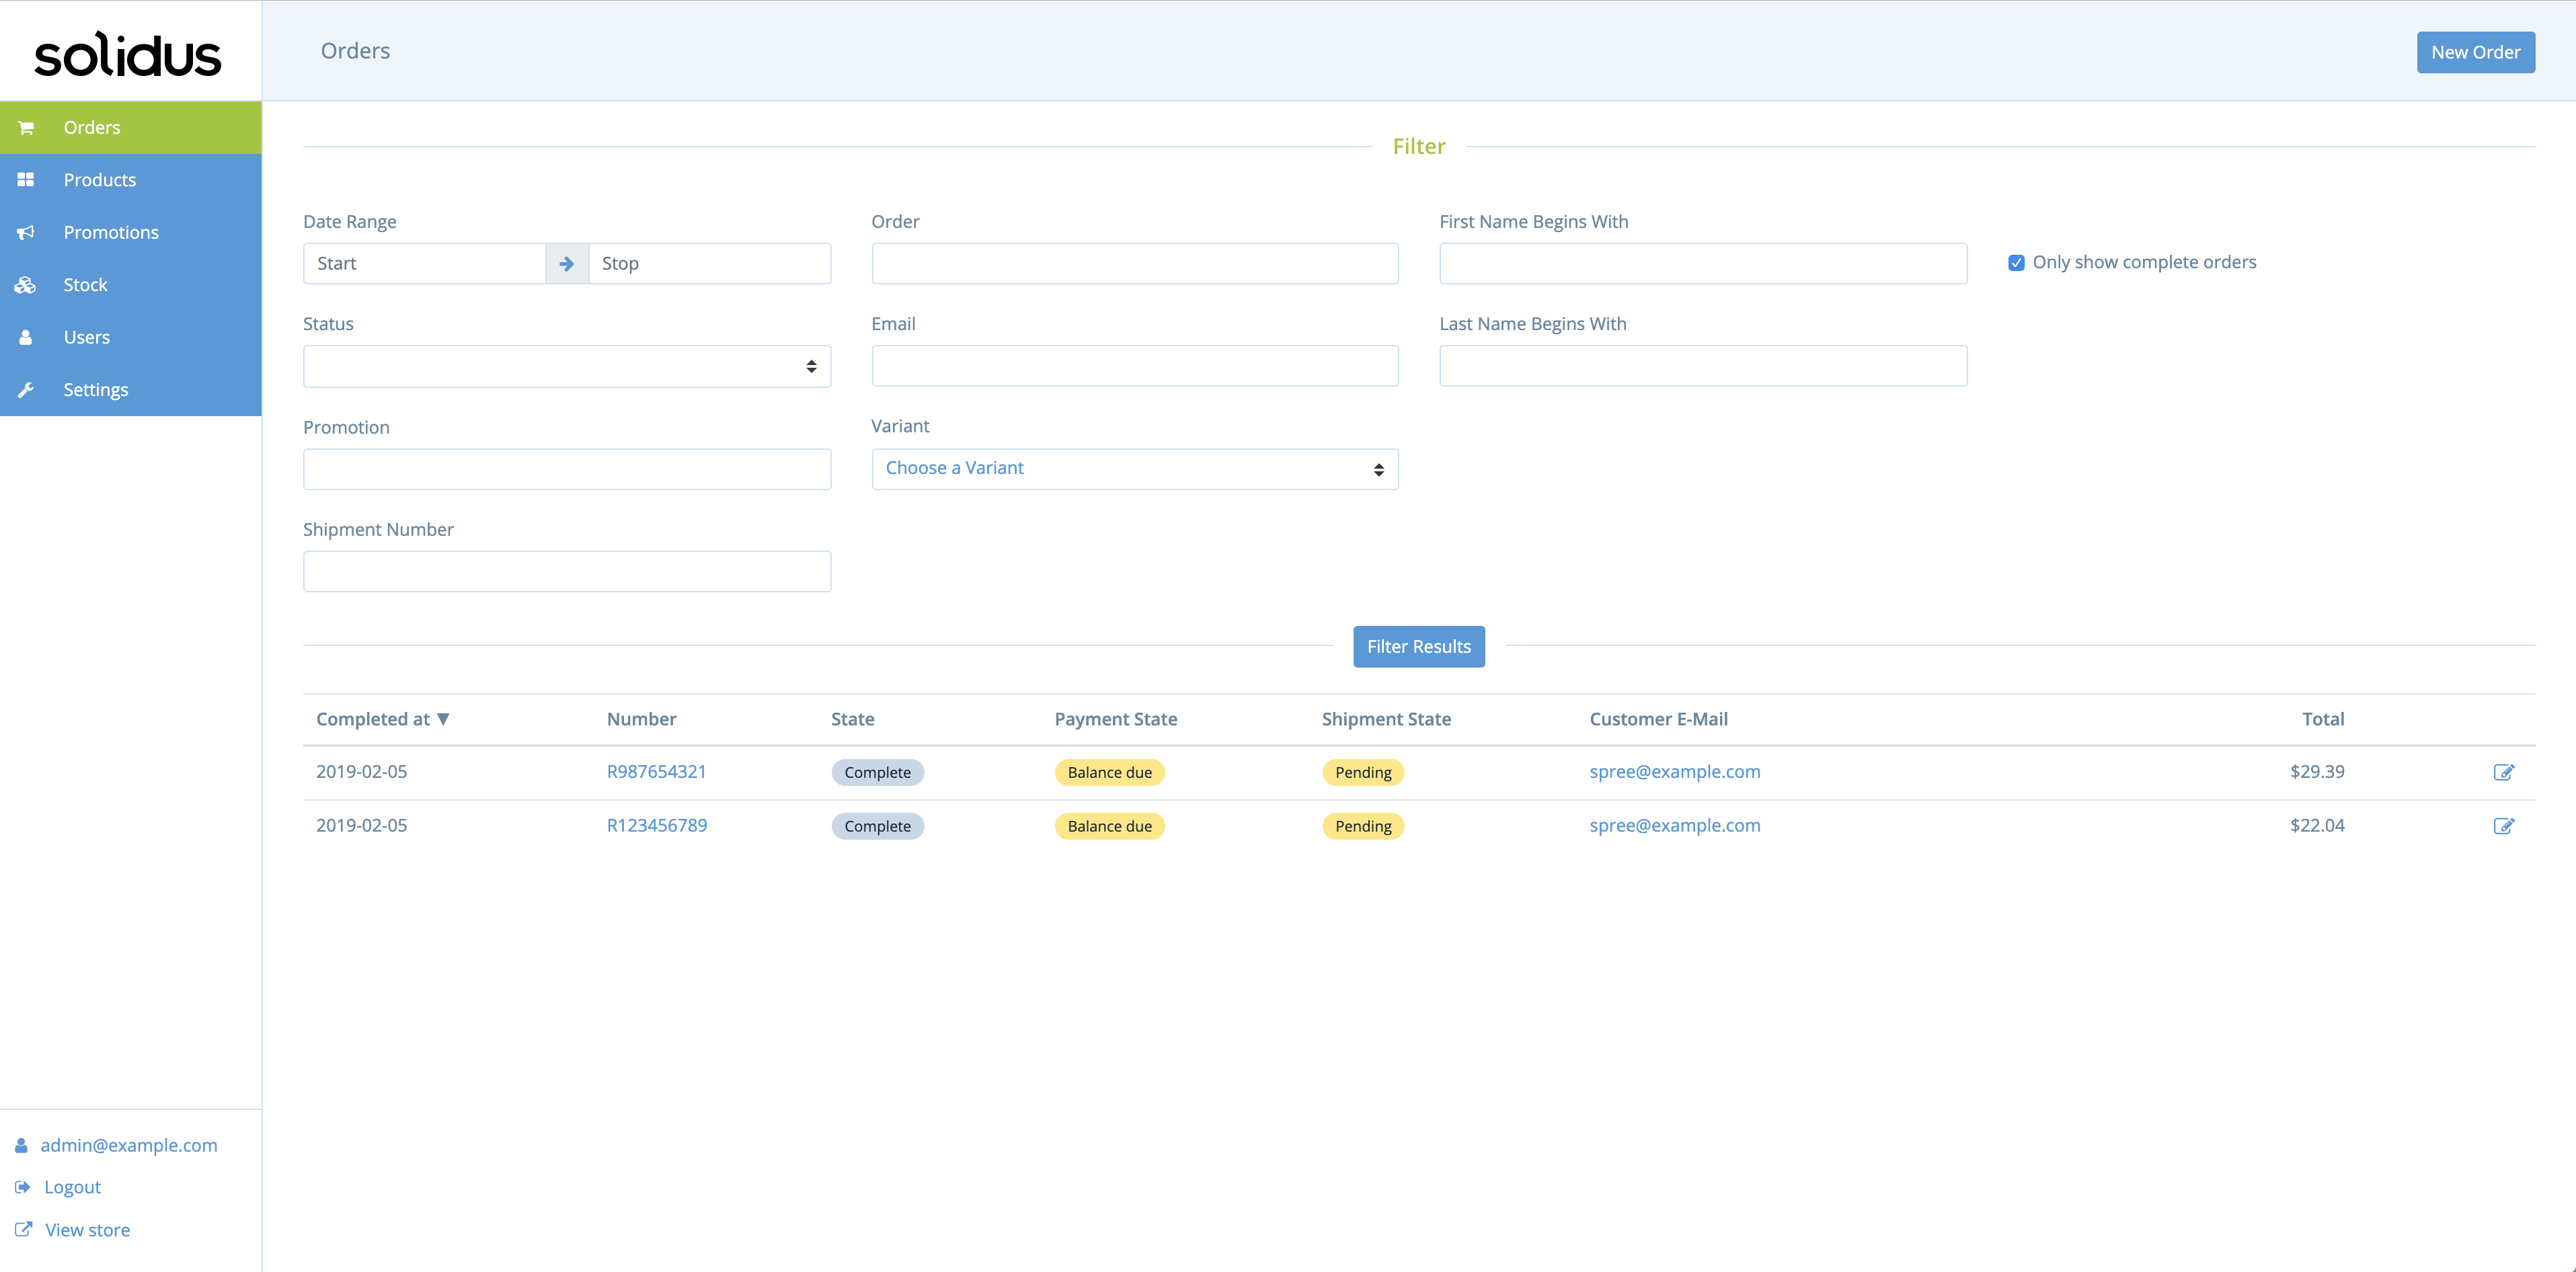 solidus
Orders
New Order
Orders
Products
Promotions
Stock
Users
Settings
Filter
Date Range
Order
First Name Begins With
Start
Stop
Only show complete orders
Status
Email
Last Name Begins With
Promotion
Variant
Choose a Variant
Shipment Number
Filter Results
Completed at ▼ Number State Payment State Shipment State Customer E-Mail Total
2019-02-05 R987654321 Complete Balance due Pending spree@example.com $29.39
2019-02-05 R123456789 Complete Balance due Pending spree@example.com $22.04
admin@example.com
Logout
View store